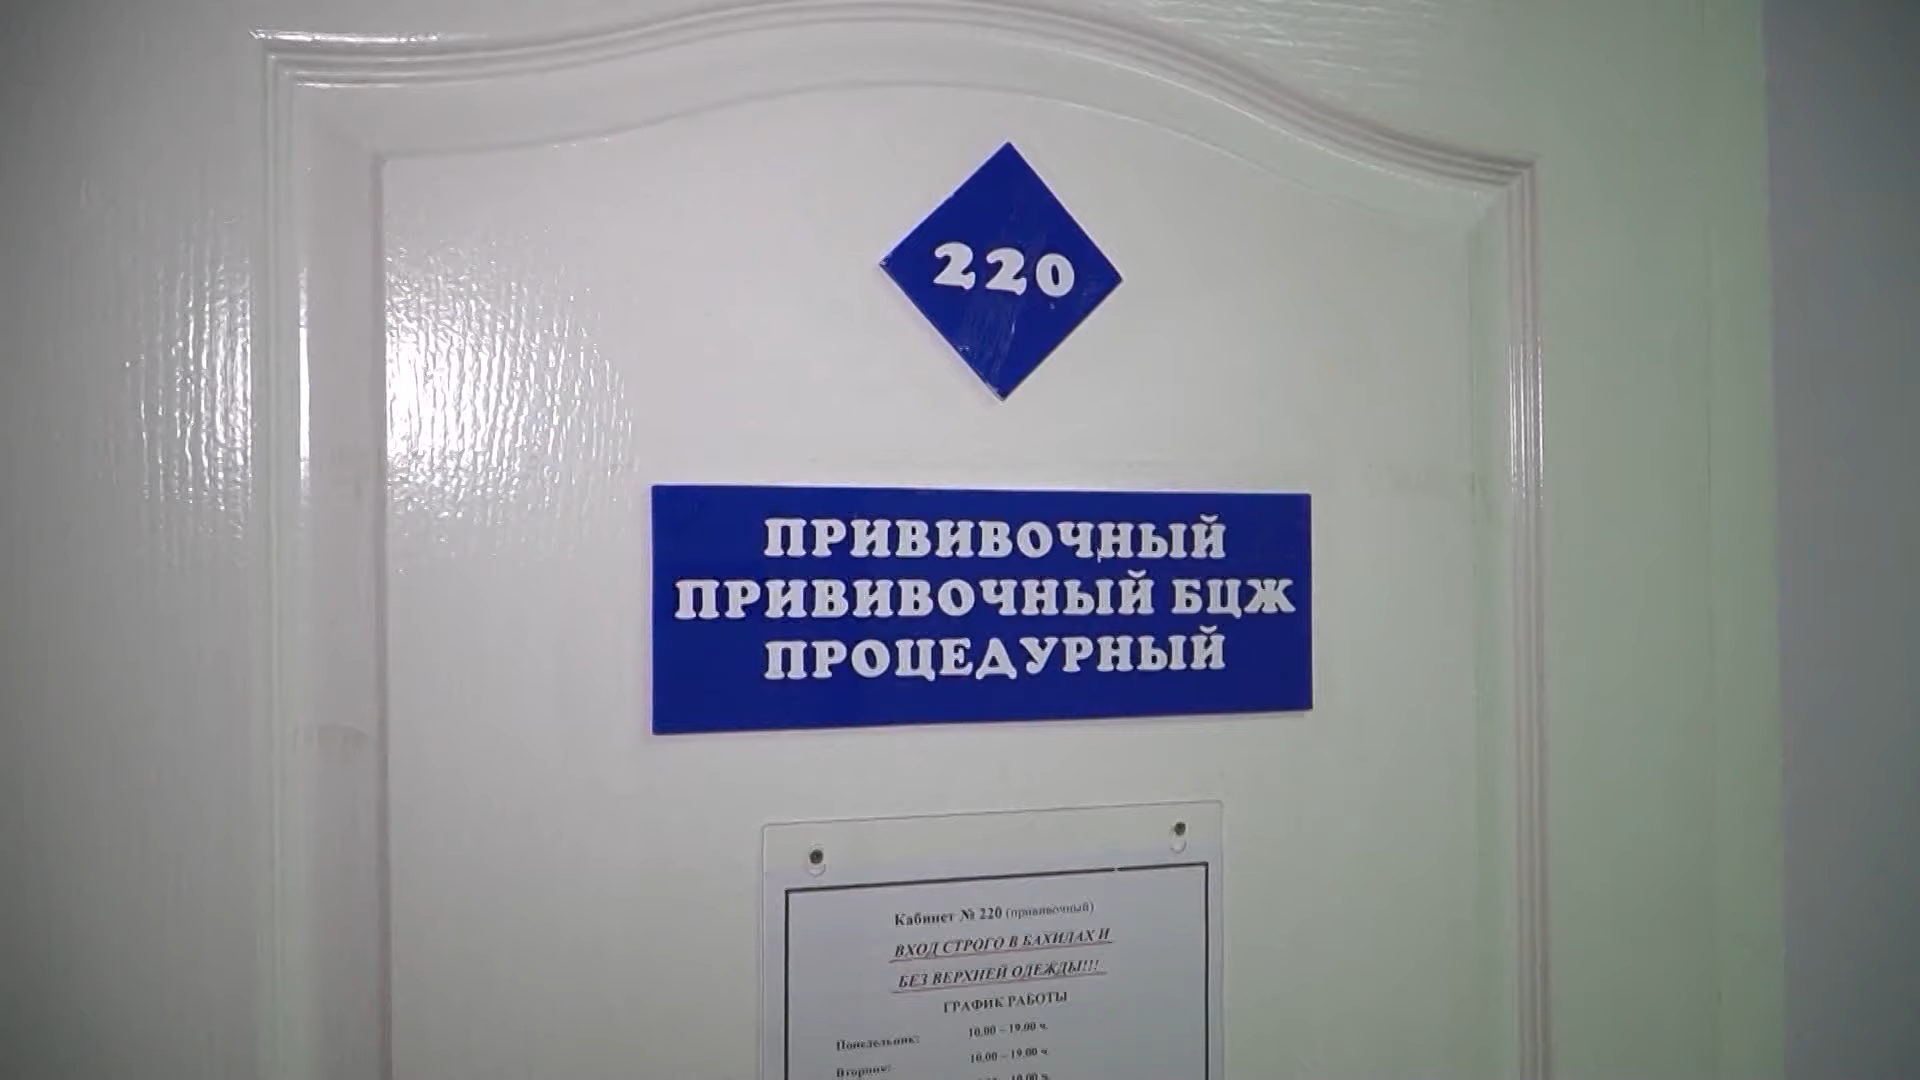 220
ПРИВИВОЧНЫЙ
ПРИВИВОЧНЫЙ БЦЖ
ПРОЦЕДУРНЫЙ
Кабинет № 220 (прививочный)
ВХОД СТРОГО В БАХИЛАХ И
БЕЗ ВЕРХНЕЙ ОДЕЖДЫ!!!
ГРАФИК РАБОТЫ
Понедельник: 10.00 – 19.00 ч.
Вторник: 10.00 – 19.00 ч.